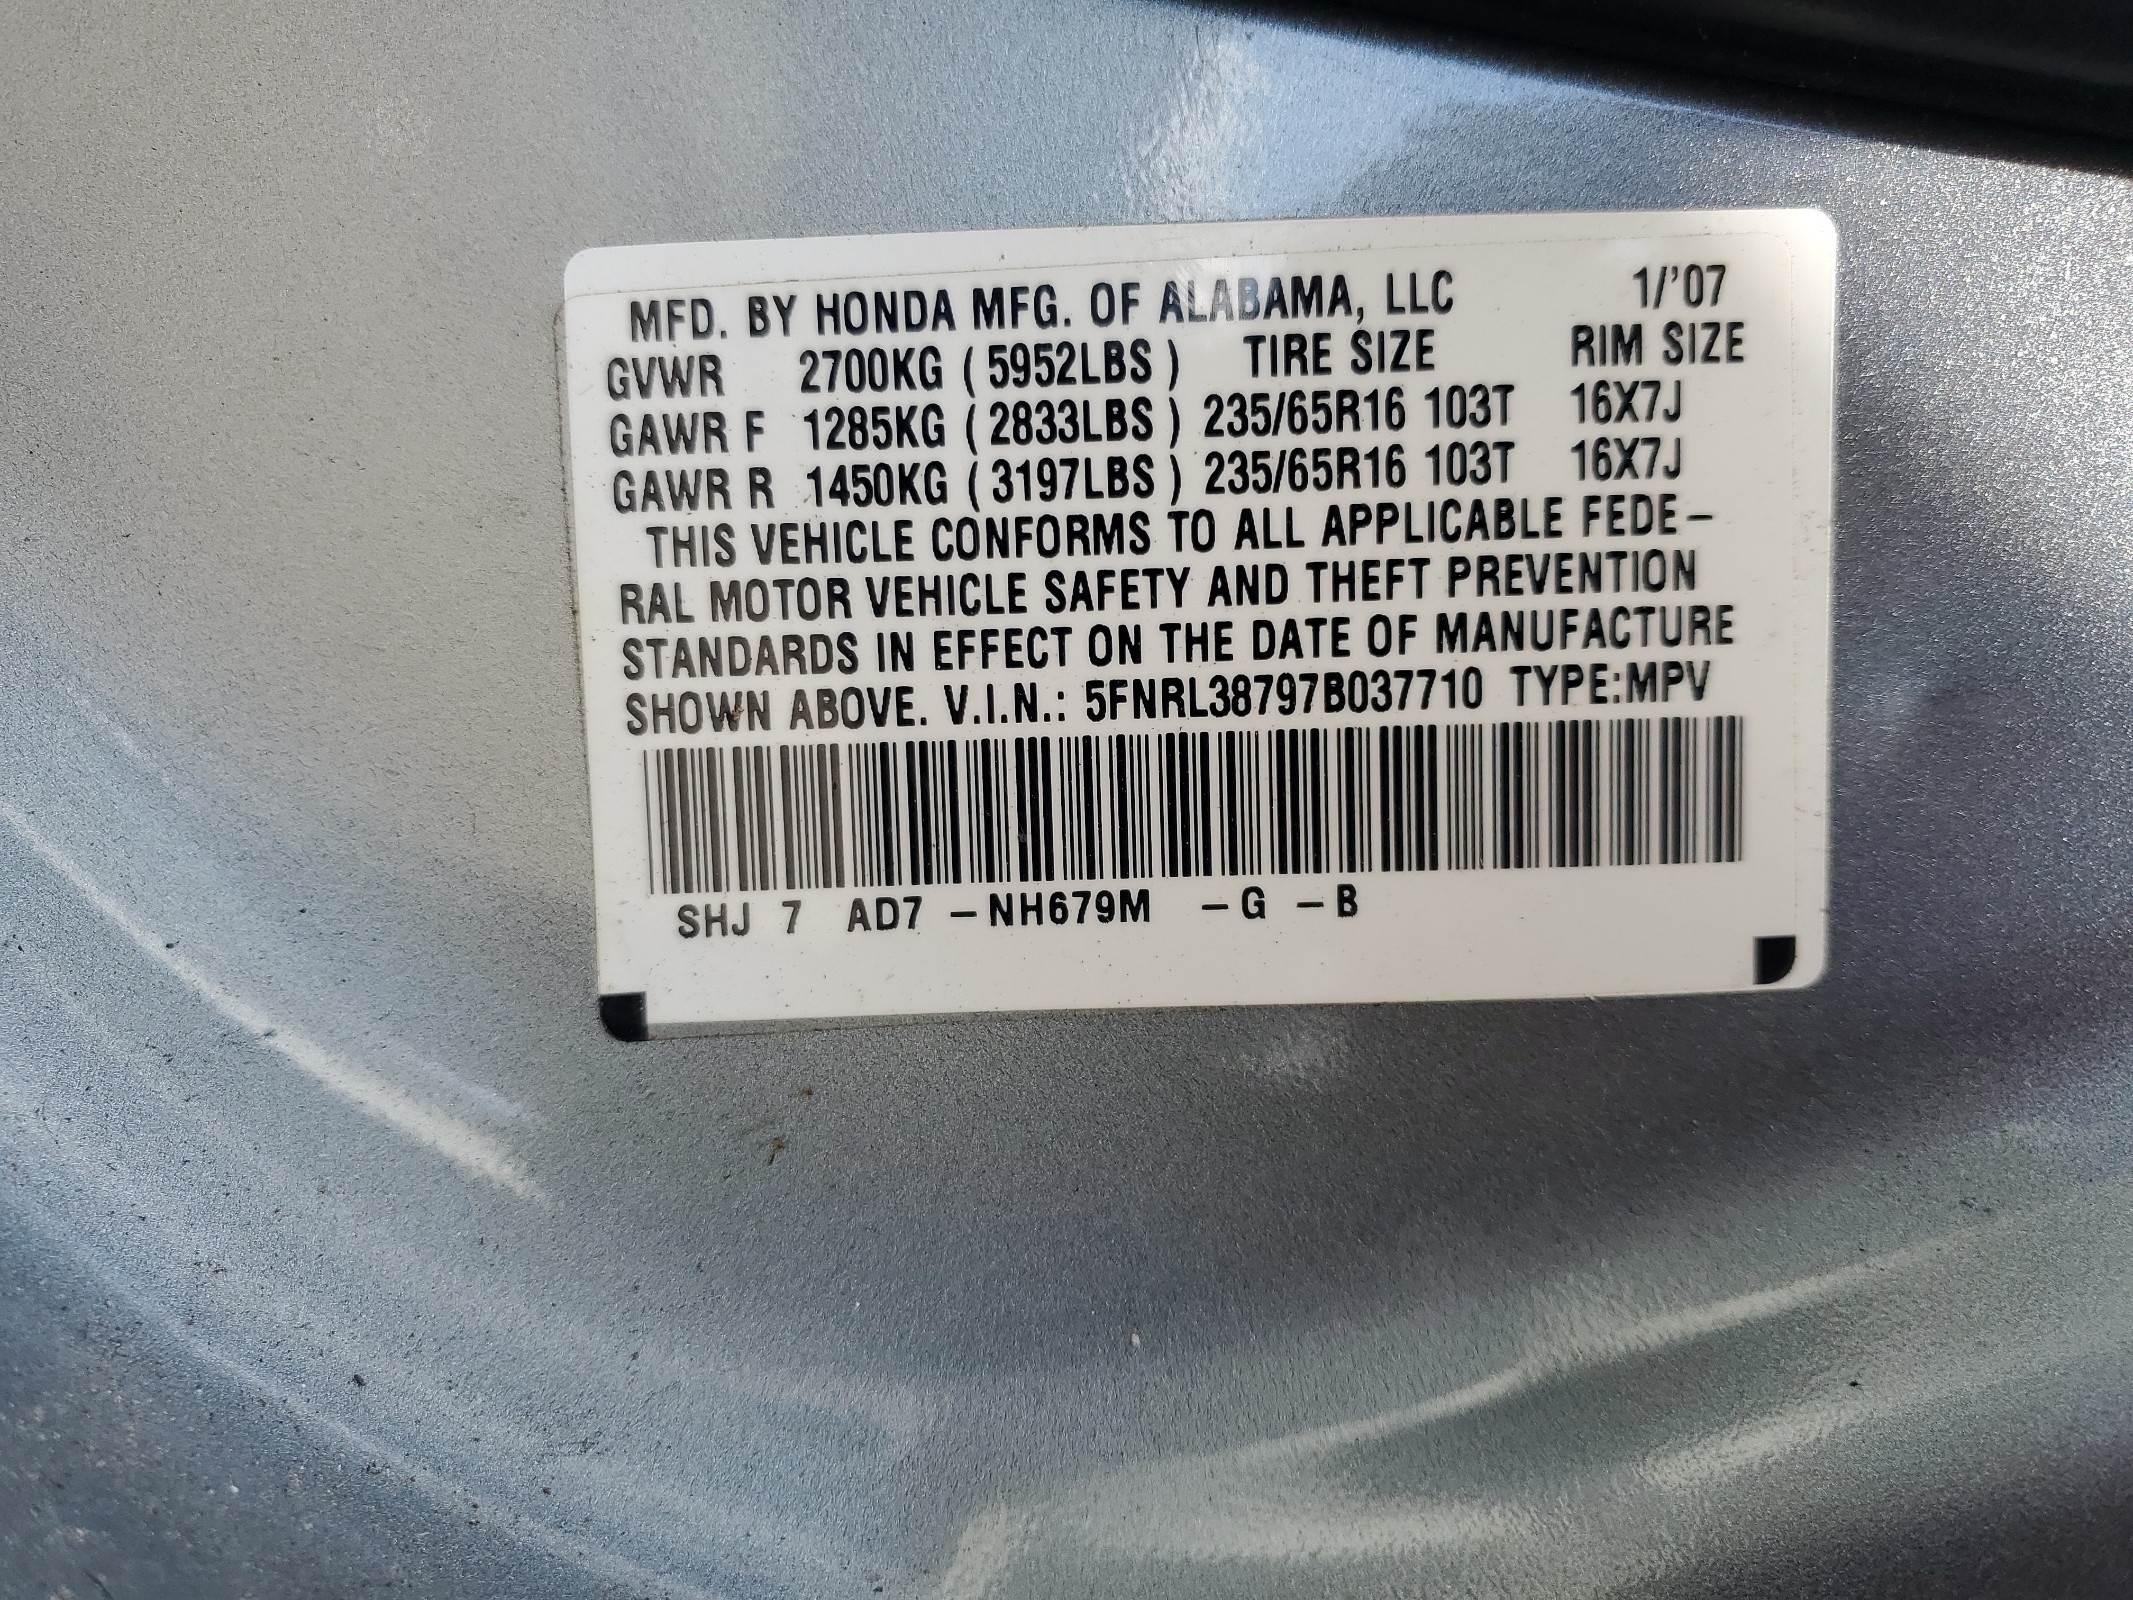 MFD. BY HONDA MFG. OF ALABAMA, LLC 1/'07
GVWR 2700KG (5952LBS) TIRE SIZE RIM SIZE
GAWR F 1285KG (2833LBS) 235/65R16 103T 16X7J
GAWR R 1450KG (3197LBS) 235/65R16 103T 16X7J
THIS VEHICLE CONFORMS TO ALL APPLICABLE FEDE-
RAL MOTOR VEHICLE SAFETY AND THEFT PREVENTION
STANDARDS IN EFFECT ON THE DATE OF MANUFACTURE
SHOWN ABOVE. V.I.N.: 5FNRL38797B037710 TYPE:MPV
SHJ 7 AD7 -NH679M -G -B